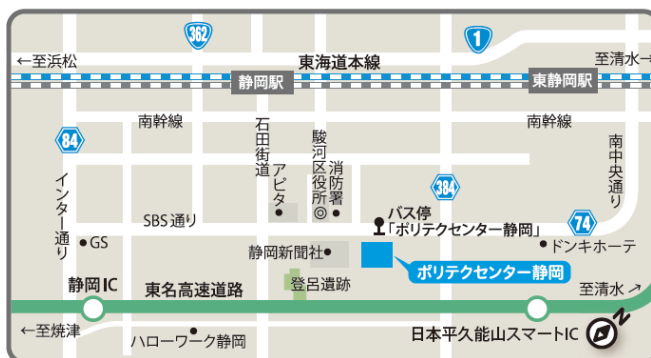 362
1
←至浜松
東海道本線
至清水→
静岡駅
東静岡駅
南幹線
南幹線
84
石田街道
駿河区役所
消防署
アピタ
南中央通り
インター通り
384
SBS通り
バス停
「ポリテクセンター静岡」
74
GS
静岡新聞社
ドンキホーテ
ポリテクセンター静岡
静岡IC
東名高速道路
登呂遺跡
至清水→
←至焼津
ハローワーク静岡
日本平久能山スマートIC
N